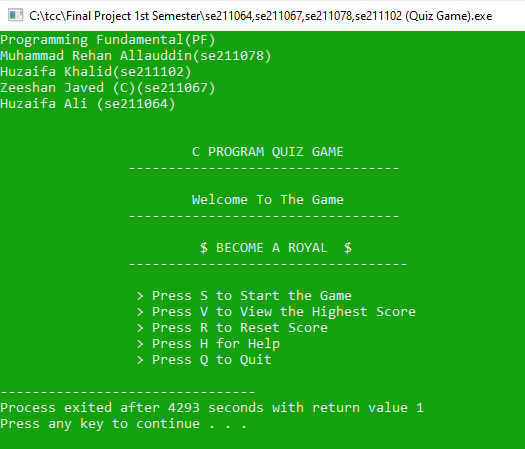 C:\tcc\Final Project 1st Semester\se211064,se211067,se211078,se211102 (Quiz Game).exe
Programming Fundamental(PF)
Muhammad Rehan Allauddin(se211078)
Huzaifa Khalid(se211102)
Zeeshan Javed (C)(se211067)
Huzaifa Ali (se211064)
C PROGRAM QUIZ GAME
----------------------------------
Welcome To The Game
----------------------------------
$ BECOME A ROYAL  $
-----------------------------------
> Press S to Start the Game
> Press V to View the Highest Score
> Press R to Reset Score
> Press H for Help
> Press Q to Quit
--------------------------------
Process exited after 4293 seconds with return value 1
Press any key to continue . . .